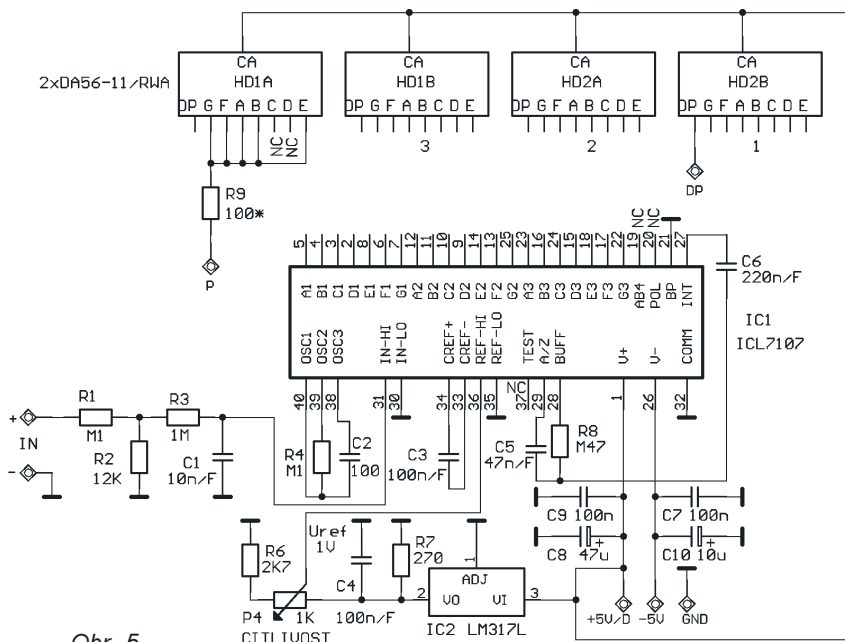 CA CA CA CA
2xDA56-11/RWA HD1A HD1B HD2A HD2B
DP G F A B C D E DP G F A B C D E DP G F A B C D E DP G F A B C D E
NC NC 3 2 1
R9
100*
DP
P
5 4 3 2 8 6 7 12 11 10 9 14 13 25 23 16 24 15 18 17 22 19 20 21 27
NC NC
C6
220n/F
A1 B1 C1 D1 E1 F1 G1 A2 B2 C2 D2 E2 F2 G2 A3 B3 C3 D3 E3 F3 G3 AB4 POL BP INT
IC1
ICL7107
OSC1 OSC2 OSC3 IN-HI IN-LO CREF+ CREF- REF-HI REF-LO TEST A/Z BUFF V+ V- COMM
40 39 38 31 30 34 33 36 35 NC 37 29 28 1 26 32
+ IN -
R1
M1
R3
1M
R2
12K
C1
10n/F
R4
M1
C2
100
C3
100n/F
C5
47n/F
R8
M47
C9 100n
C7 100n
C8 + 47u
C10 + 10u
Uref
1V
R6
2K7
R7
270
C4
100n/F
P4 1K
CITLIVOST
1 ADJ
2 VO VI 3
IC2 LM317L
+5V/D -5V GND
Obr. 5